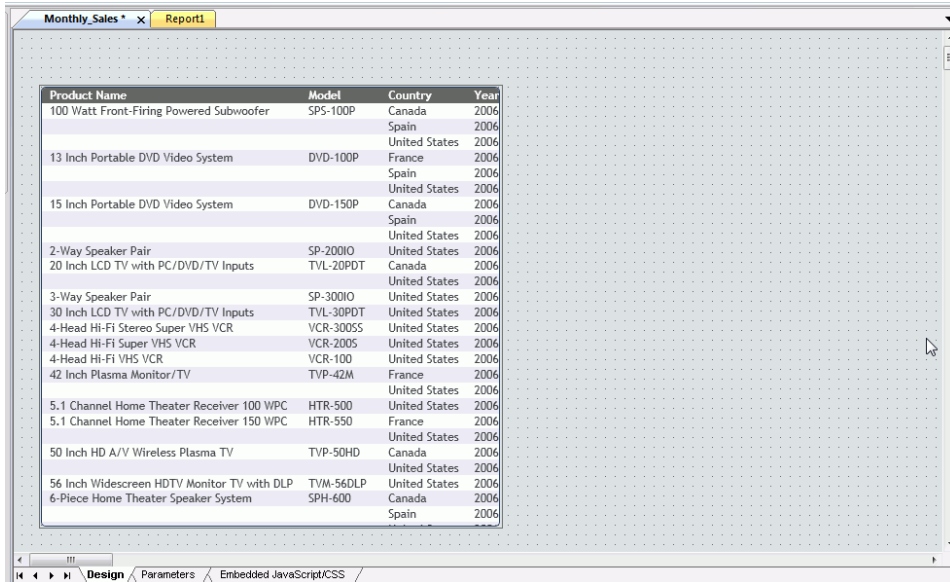 Monthly_Sales * x Report1
Product Name Model Country Year
100 Watt Front-Firing Powered Subwoofer SPS-100P Canada 2006
Spain 2006
United States 2006
13 Inch Portable DVD Video System DVD-100P France 2006
Spain 2006
United States 2006
15 Inch Portable DVD Video System DVD-150P Canada 2006
Spain 2006
United States 2006
2-Way Speaker Pair SP-200IO United States 2006
20 Inch LCD TV with PC/DVD/TV Inputs TVL-20PDT Canada 2006
United States 2006
3-Way Speaker Pair SP-300IO United States 2006
30 Inch LCD TV with PC/DVD/TV Inputs TVL-30PDT United States 2006
4-Head Hi-Fi Stereo Super VHS VCR VCR-300SS United States 2006
4-Head Hi-Fi Super VHS VCR VCR-200S United States 2006
4-Head Hi-Fi VHS VCR VCR-100 United States 2006
42 Inch Plasma Monitor/TV TVP-42M France 2006
United States 2006
5.1 Channel Home Theater Receiver 100 WPC HTR-500 United States 2006
5.1 Channel Home Theater Receiver 150 WPC HTR-550 France 2006
United States 2006
50 Inch HD A/V Wireless Plasma TV TVP-50HD Canada 2006
United States 2006
56 Inch Widescreen HDTV Monitor TV with DLP TVM-56DLP United States 2006
6-Piece Home Theater Speaker System SPH-600 Canada 2006
Spain 2006
Design Parameters Embedded JavaScript/CSS